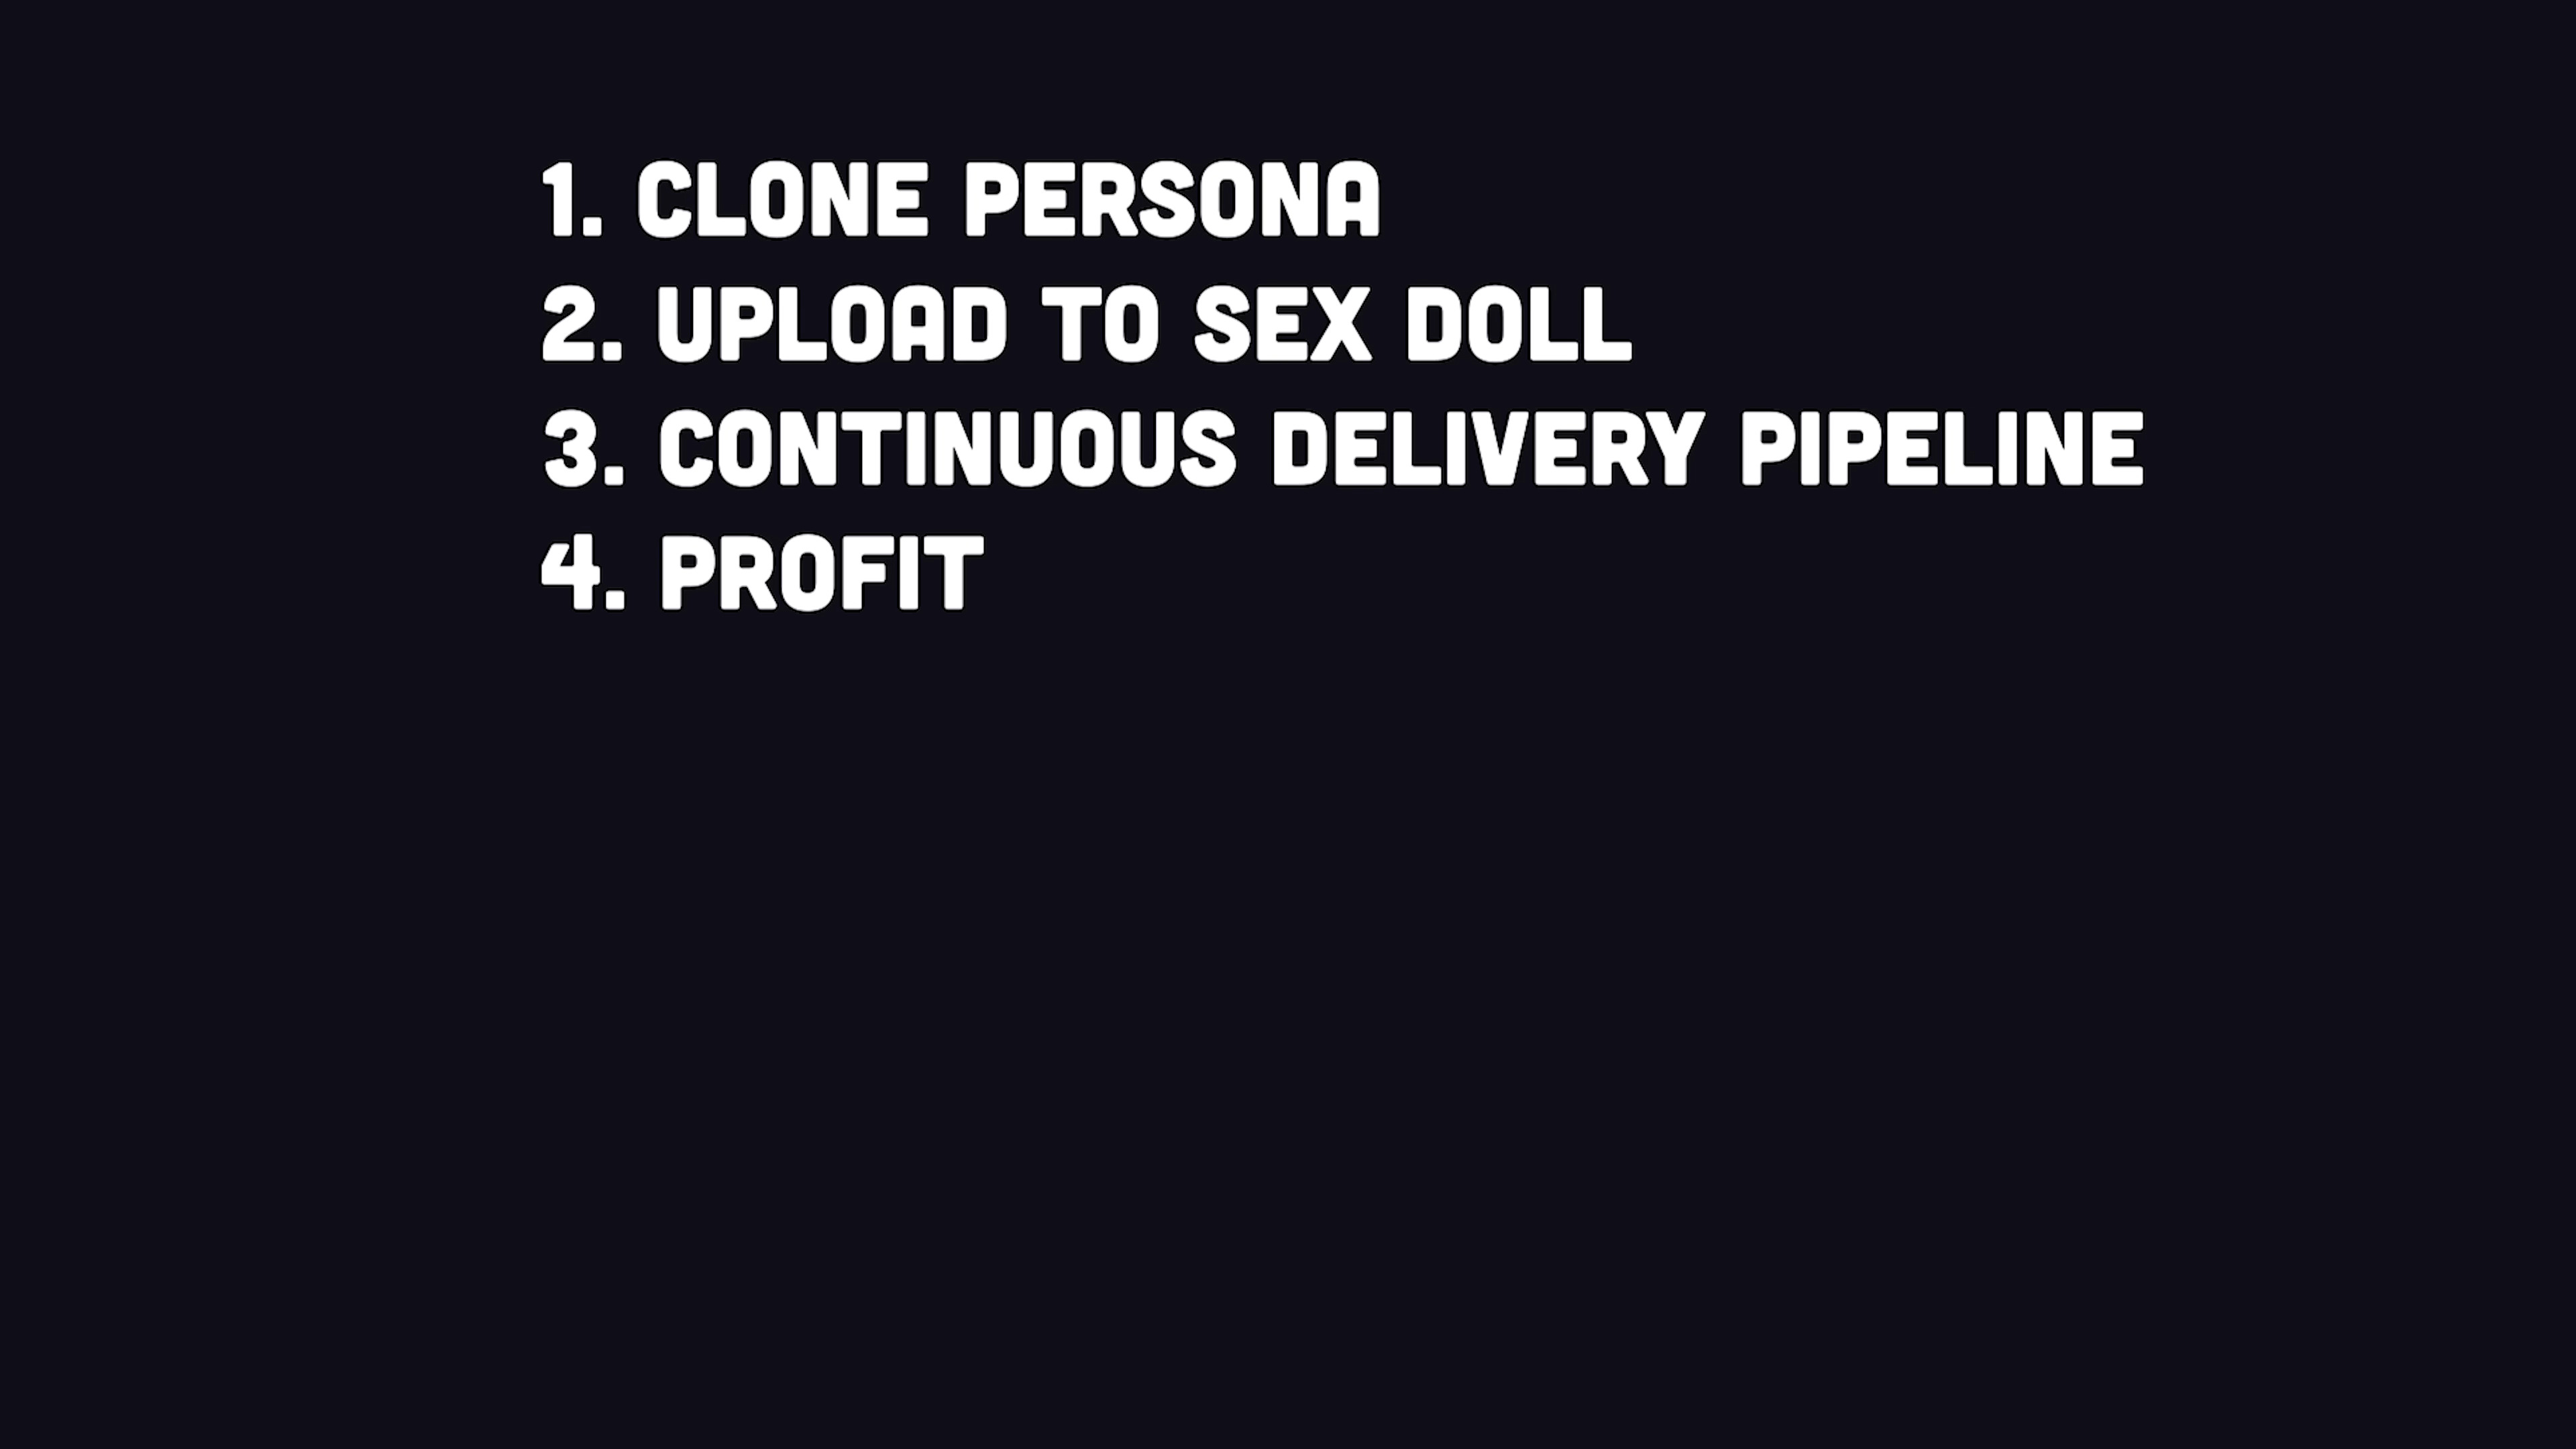 1. CLONE PERSONA
2. UPLOAD TO SEX DOLL
3. CONTINUOUS DELIVERY PIPELINE
4. PROFIT